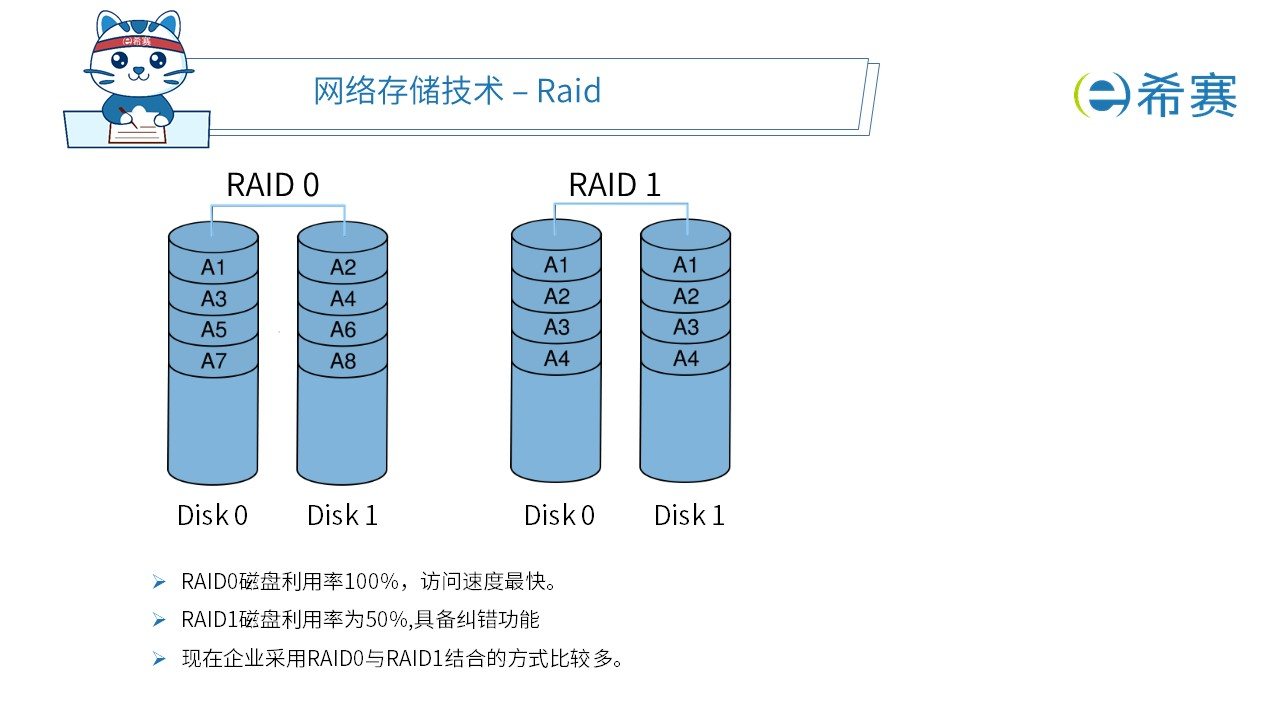 希赛
网络存储技术 – Raid
希赛
RAID 0
RAID 1
A1
A2
A3
A4
A5
A6
A7
A8
A1
A1
A2
A2
A3
A3
A4
A4
Disk 0
Disk 1
Disk 0
Disk 1
RAID0磁盘利用率100%，访问速度最快。
RAID1磁盘利用率为50%,具备纠错功能
现在企业采用RAID0与RAID1结合的方式比较多。